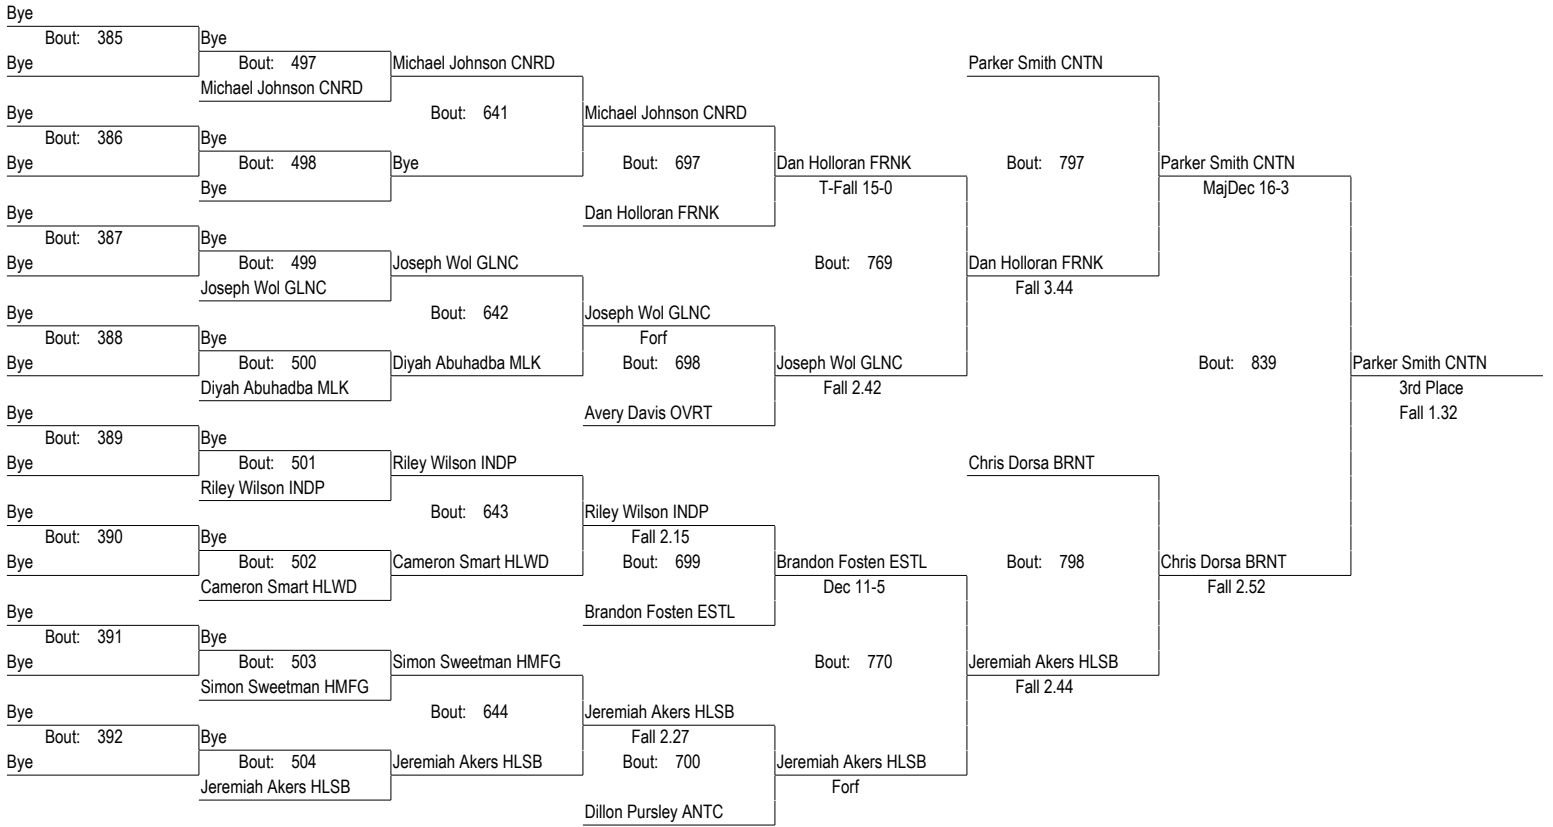 Bye
Bout: 385
Bye
Bye
Bout: 497
Michael Johnson CNRD
Michael Johnson CNRD
Bye
Bout: 386
Bye
Bye
Bout: 498
Bye
Bye
Bout: 641
Michael Johnson CNRD
Bye
Bout: 387
Bye
Bye
Bout: 499
Joseph Wol GLNC
Joseph Wol GLNC
Bye
Bout: 388
Bye
Bye
Bout: 500
Diyah Abuhadba MLK
Diyah Abuhadba MLK
Bout: 642
Joseph Wol GLNC
Forf
Bye
Bout: 389
Bye
Bye
Bout: 501
Riley Wilson INDP
Riley Wilson INDP
Bye
Bout: 390
Bye
Bye
Bout: 502
Cameron Smart HLWD
Cameron Smart HLWD
Bout: 643
Riley Wilson INDP
Fall 2.15
Bye
Bout: 391
Bye
Bye
Bout: 503
Simon Sweetman HMFG
Simon Sweetman HMFG
Bye
Bout: 392
Bye
Bye
Bout: 504
Jeremiah Akers HLSB
Jeremiah Akers HLSB
Bout: 644
Jeremiah Akers HLSB
Fall 2.27
Bout: 697
Dan Holloran FRNK
Dan Holloran FRNK
T-Fall 15-0
Bout: 698
Avery Davis OVRT
Joseph Wol GLNC
Fall 2.42
Bout: 699
Brandon Fosten ESTL
Brandon Fosten ESTL
Dec 11-5
Bout: 700
Dillon Pursley ANTC
Jeremiah Akers HLSB
Forf
Bout: 769
Dan Holloran FRNK
Fall 3.44
Bout: 770
Jeremiah Akers HLSB
Fall 2.44
Parker Smith CNTN
Bout: 797
Parker Smith CNTN
MajDec 16-3
Chris Dorsa BRNT
Bout: 798
Chris Dorsa BRNT
Fall 2.52
Bout: 839
Parker Smith CNTN
3rd Place
Fall 1.32